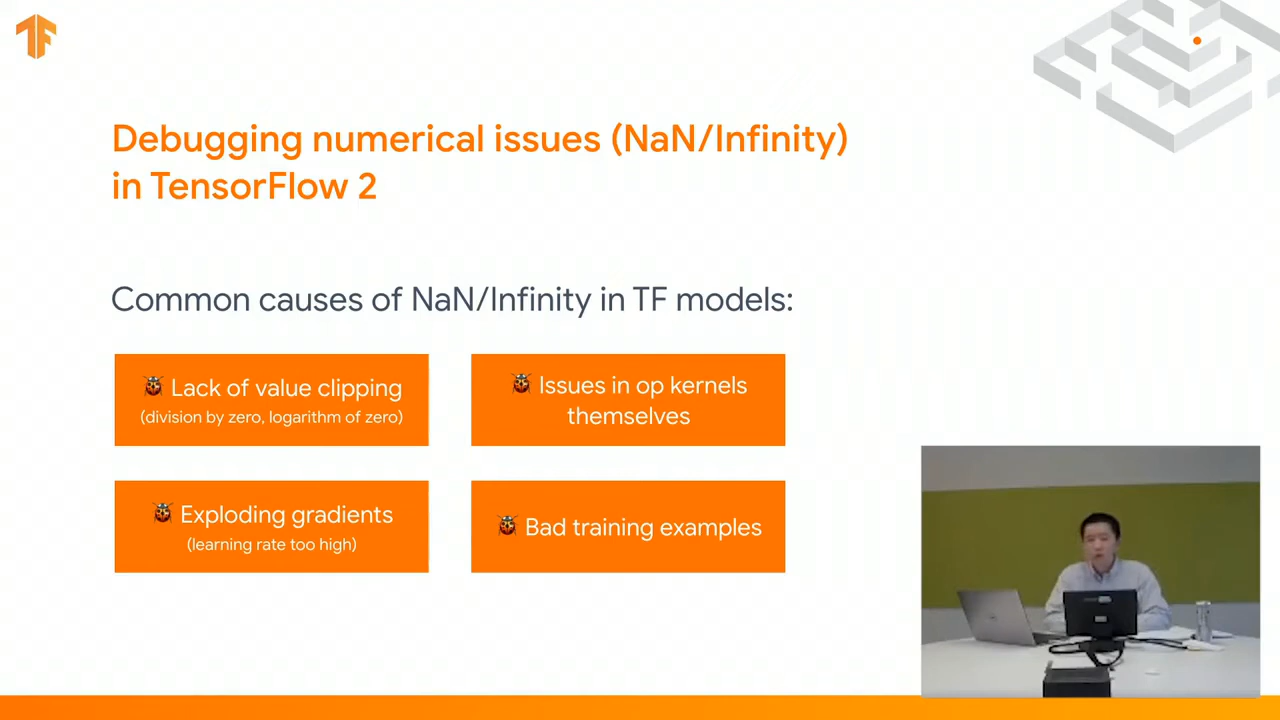 Debugging numerical issues (NaN/Infinity)
in TensorFlow 2
Common causes of NaN/Infinity in TF models:
Lack of value clipping
(division by zero, logarithm of zero)
Issues in op kernels
themselves
Exploding gradients
(learning rate too high)
Bad training examples